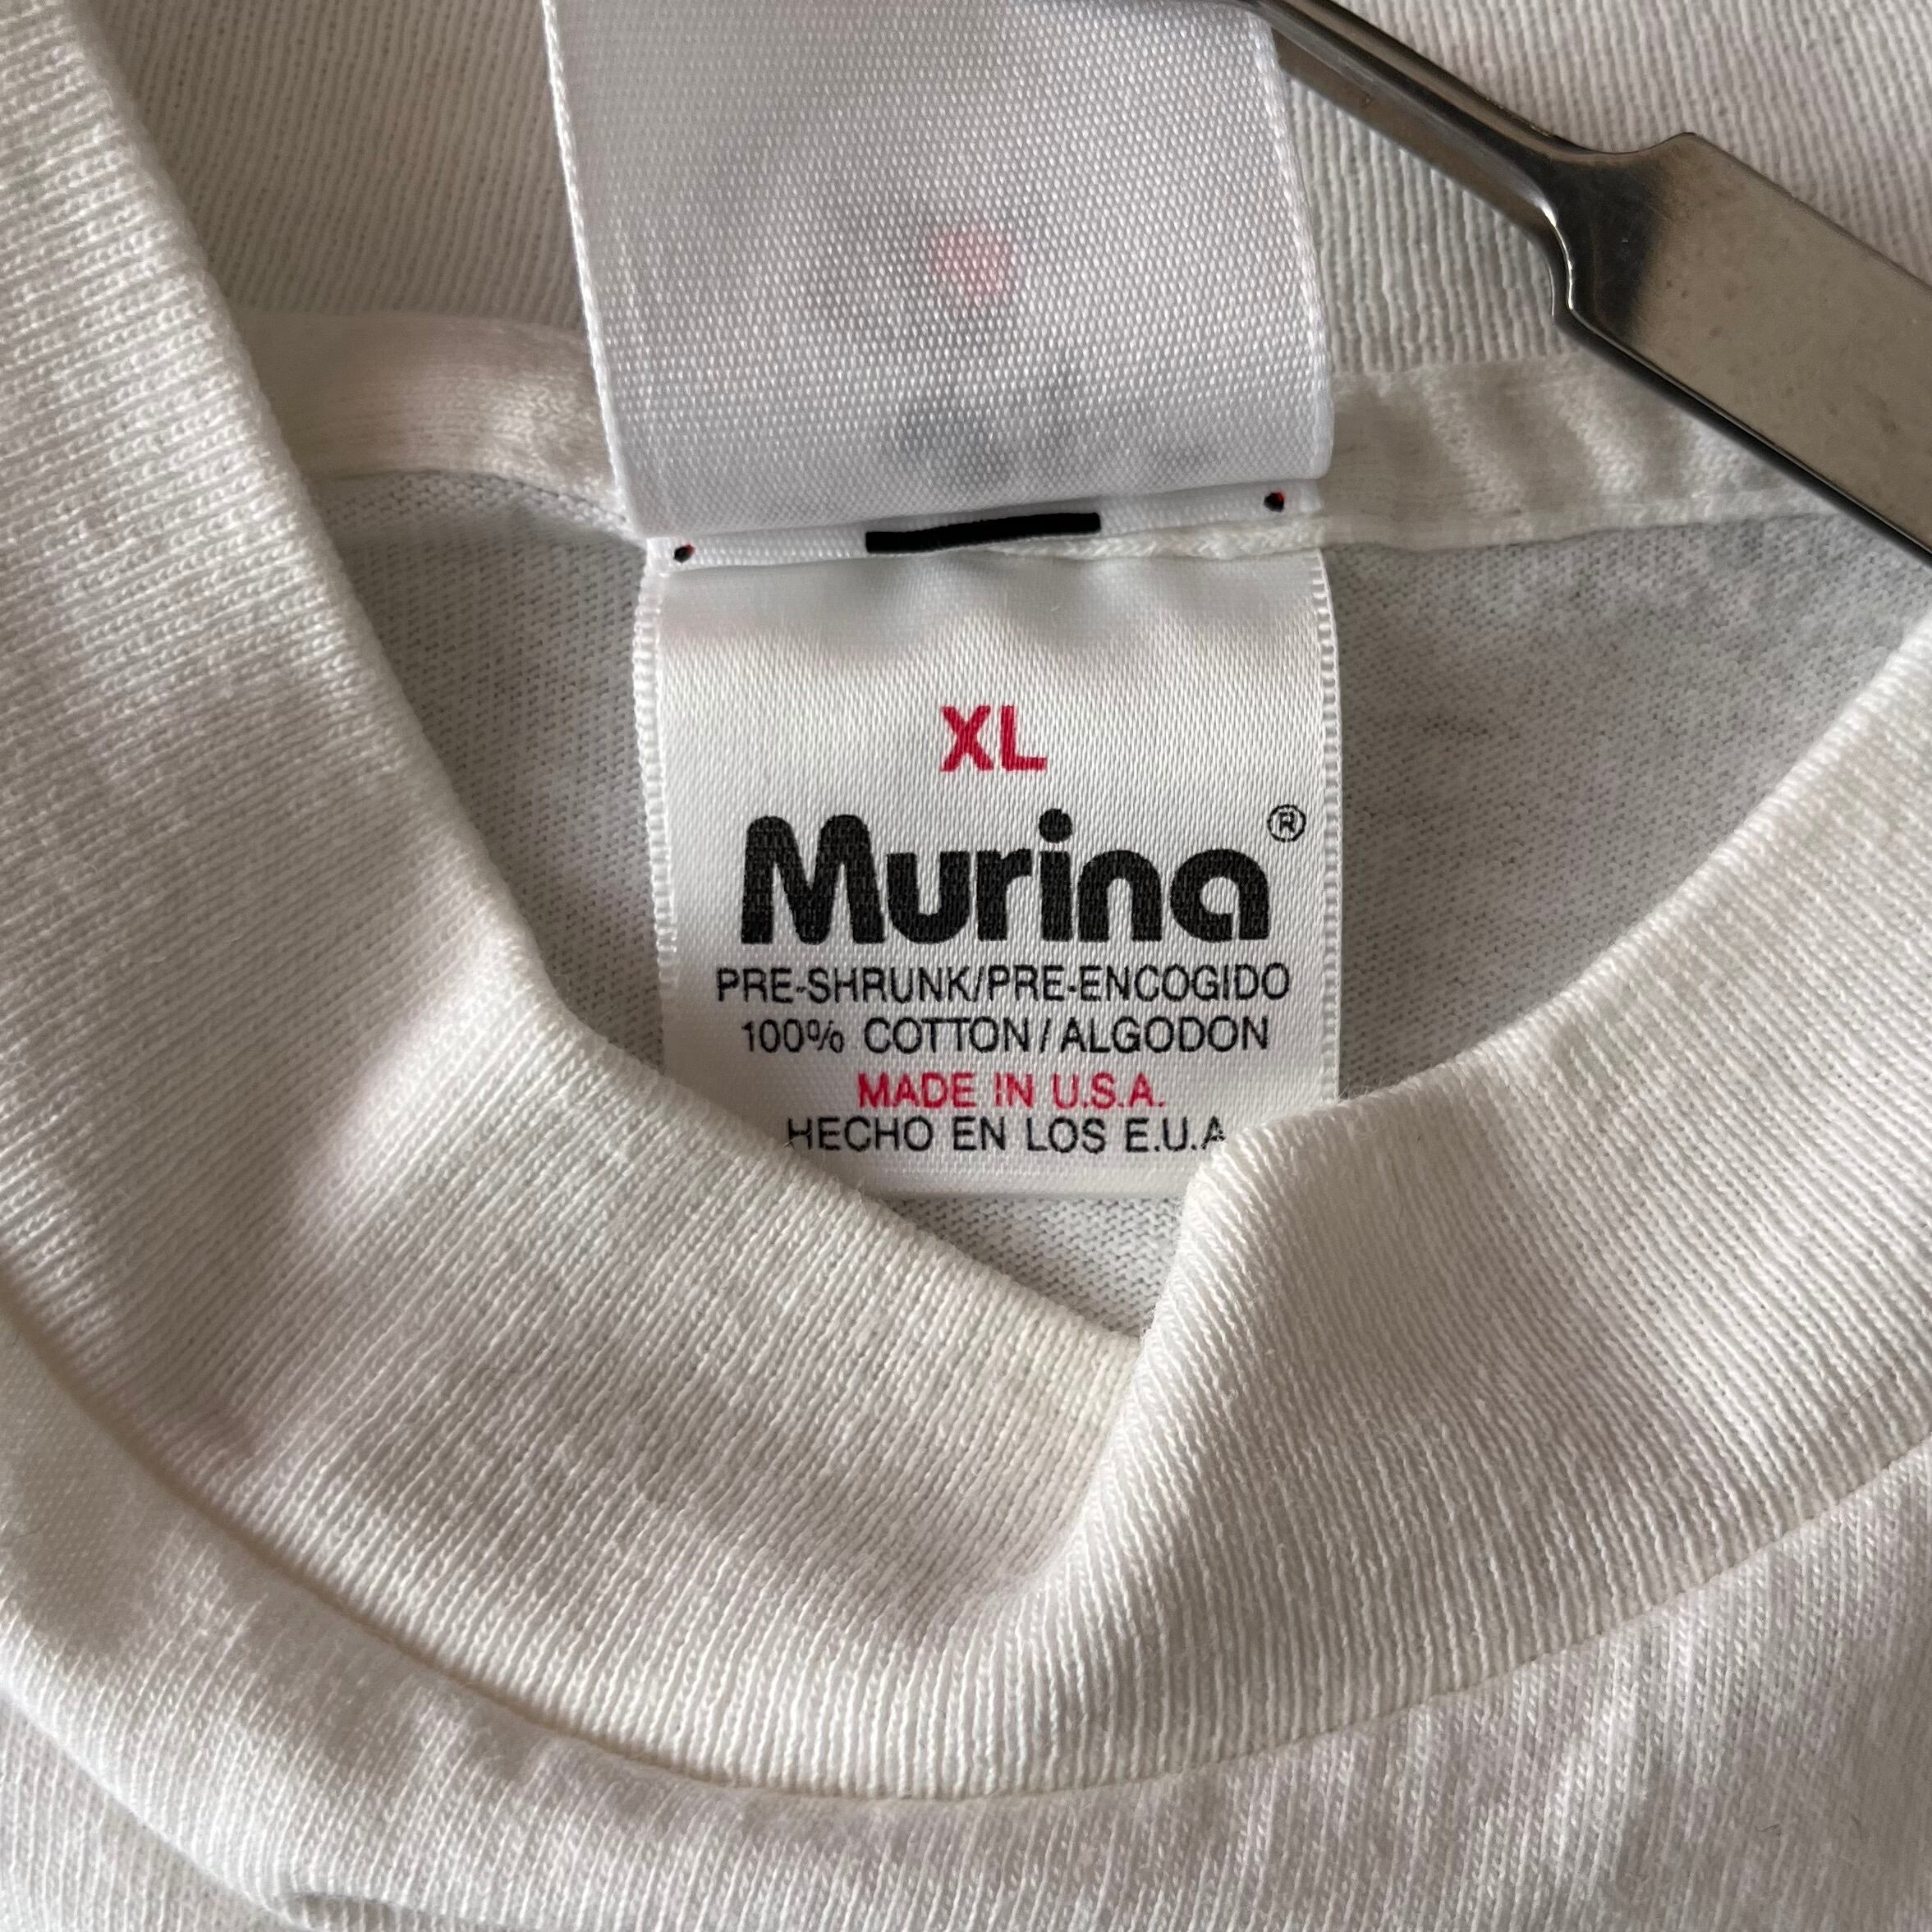 XL
Murina®
PRE-SHRUNK/PRE-ENCOGIDO
100% COTTON/ALGODON
MADE IN U.S.A.
HECHO EN LOS E.U.A